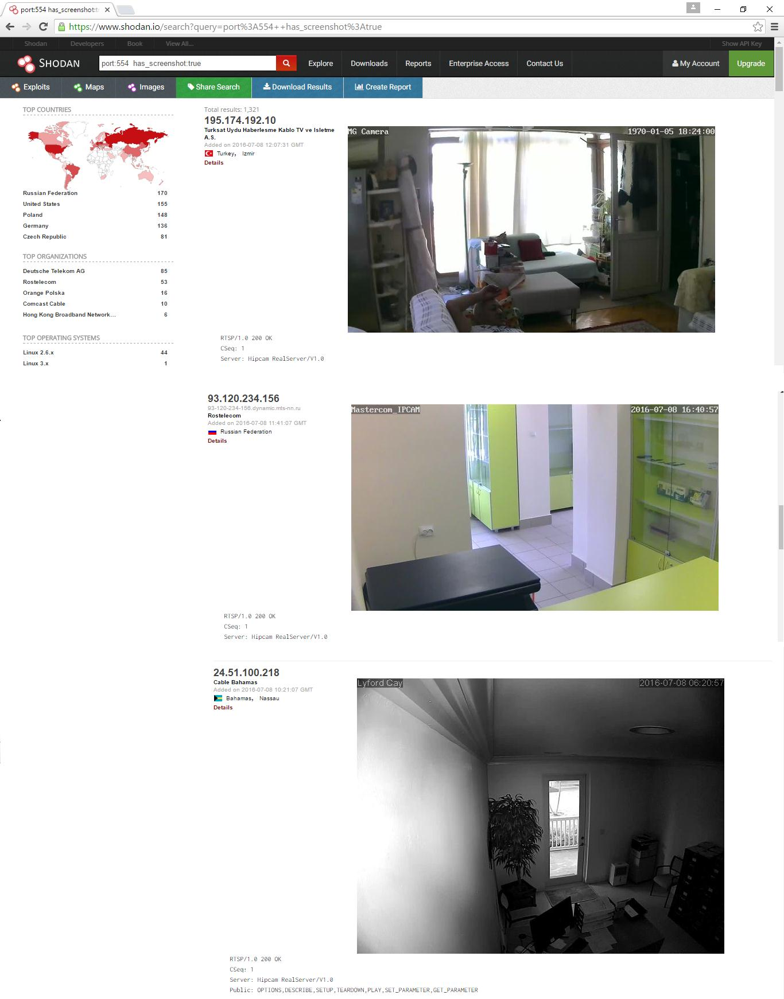 port:554 has_screenshot:tr
https://www.shodan.io/search?query=port%3A554++has_screenshot%3Atrue
Shodan Developers Book View All... Show API Key
SHODAN port:554 has_screenshot:true Explore Downloads Reports Enterprise Access Contact Us My Account Upgrade
Exploits Maps Images Share Search Download Results Create Report
TOP COUNTRIES
Russian Federation 170
United States 155
Poland 148
Germany 136
Czech Republic 81
TOP ORGANIZATIONS
Deutsche Telekom AG 85
Rostelecom 53
Orange Polska 16
Comcast Cable 10
Hong Kong Broadband Network... 6
TOP OPERATING SYSTEMS
Linux 2.6.x 44
Linux 3.x 1
Total results: 1,321
195.174.192.10
Turksat Uydu Haberlesme Kablo TV ve Isletme
A.S.
Added on 2016-07-08 12:07:31 GMT
Turkey, Izmir
Details
MG Camera 1970-01-05 18:24:00
RTSP/1.0 200 OK
CSeq: 1
Server: Hipcam RealServer/V1.0
93.120.234.156
93-120-234-156.dynamic.mts-nn.ru
Rostelecom
Added on 2016-07-08 11:41:07 GMT
Russian Federation
Details
Mastercom_IPCAM 2016-07-08 16:40:57
RTSP/1.0 200 OK
CSeq: 1
Server: Hipcam RealServer/V1.0
24.51.100.218
Cable Bahamas
Added on 2016-07-08 10:21:07 GMT
Bahamas, Nassau
Details
Lyford Cay 2016-07-08 06:20:57
RTSP/1.0 200 OK
CSeq: 1
Server: Hipcam RealServer/V1.0
Public: OPTIONS,DESCRIBE,SETUP,TEARDOWN,PLAY,SET_PARAMETER,GET_PARAMETER